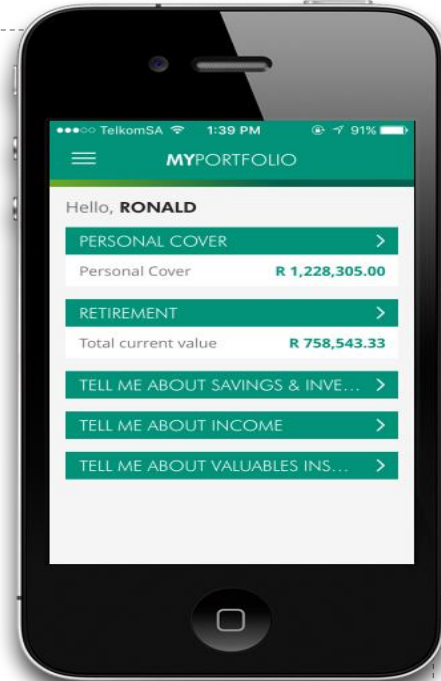 TelkomSA 1:39 PM 91%
MYPORTFOLIO
Hello, RONALD
PERSONAL COVER >
Personal Cover R 1,228,305.00
RETIREMENT >
Total current value R 758,543.33
TELL ME ABOUT SAVINGS & INVE... >
TELL ME ABOUT INCOME >
TELL ME ABOUT VALUABLES INS... >